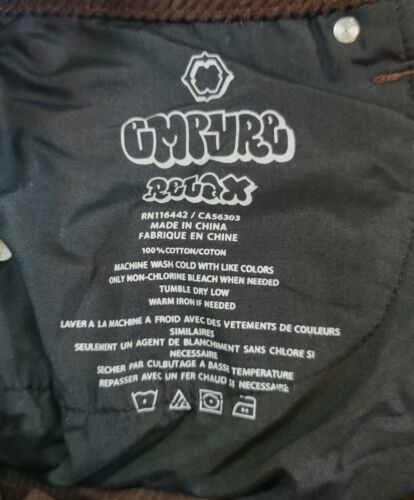 EMPYRE
RELAX
RN116442 / CA56303
MADE IN CHINA
FABRIQUE EN CHINE
100%COTTON/COTON
MACHINE WASH COLD WITH LIKE COLORS
ONLY NON-CHLORINE BLEACH WHEN NEEDED
TUMBLE DRY LOW
WARM IRON IF NEEDED
LAVER A LA MACHINE A FROID AVEC DES VETEMENTS DE COULEURS
SIMILAIRES
SEULEMENT UN AGENT DE BLANCHIMENT SANS CHLORE SI
NECESSAIRE
SECHER PAR CULBUTAGE A BASSE TEMPERATURE
REPASSER AVEC UN FER CHAUD SI NECESSAIRE